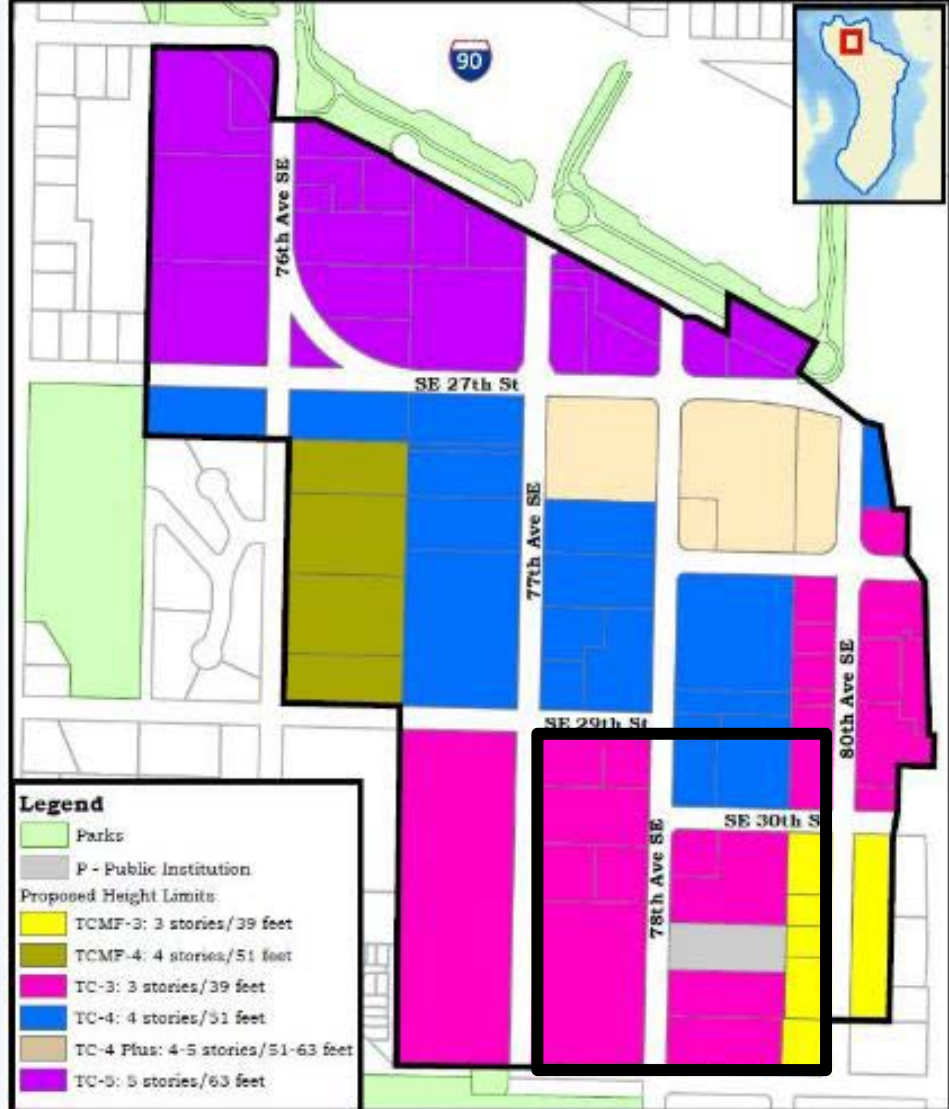 90
76th Ave SE
SE 27th St
77th Ave SE
80th Ave SE
SE 29th St
78th Ave SE
SE 30th S
Legend
Parks
P - Public Institution
Proposed Height Limits
TCMF-3: 3 stories/39 feet
TCMF-4: 4 stories/51 feet
TC-3: 3 stories/39 feet
TC-4: 4 stories/51 feet
TC-4 Plus: 4-5 stories/51-63 feet
TC-5: 5 stories/63 feet